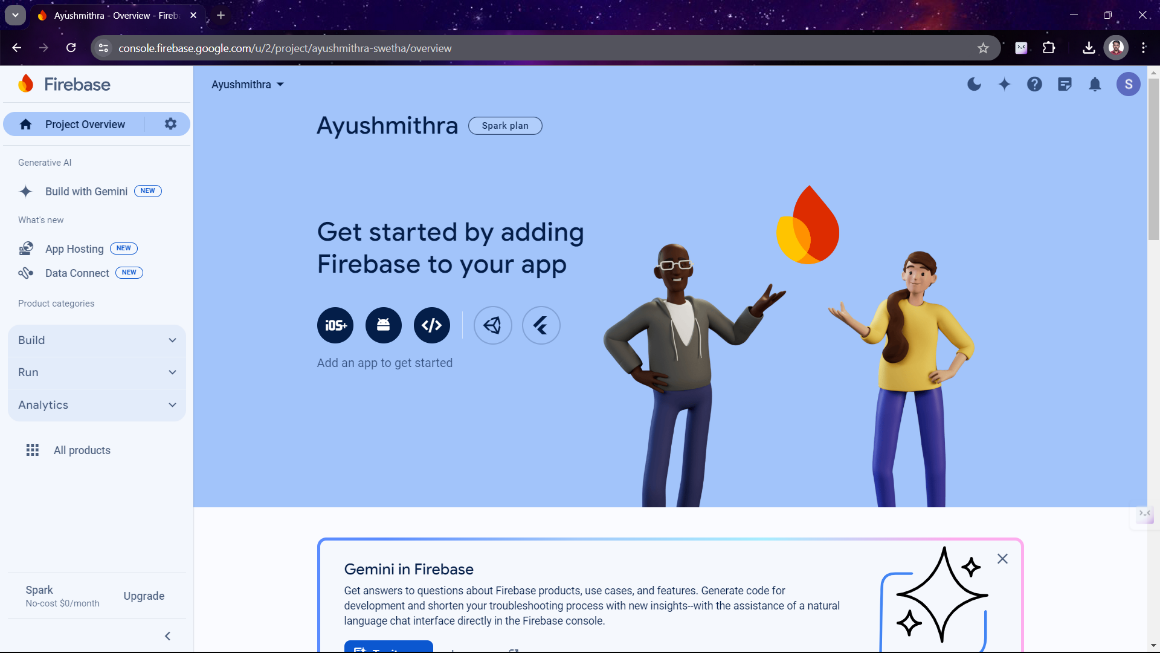 Ayushmithra - Overview - Fireb
console.firebase.google.com/u/2/project/ayushmithra-swetha/overview
Firebase
Ayushmithra
S
Project Overview
Ayushmithra
Spark plan
Generative AI
Build with Gemini
NEW
What's new
App Hosting
NEW
Data Connect
NEW
Product categories
Build
Run
Analytics
All products
Spark
No-cost $0/month
Upgrade
Get started by adding
Firebase to your app
iOS+
Add an app to get started
Gemini in Firebase
Get answers to questions about Firebase products, use cases, and features. Generate code for
development and shorten your troubleshooting process with new insights--with the assistance of a natural
language chat interface directly in the Firebase console.